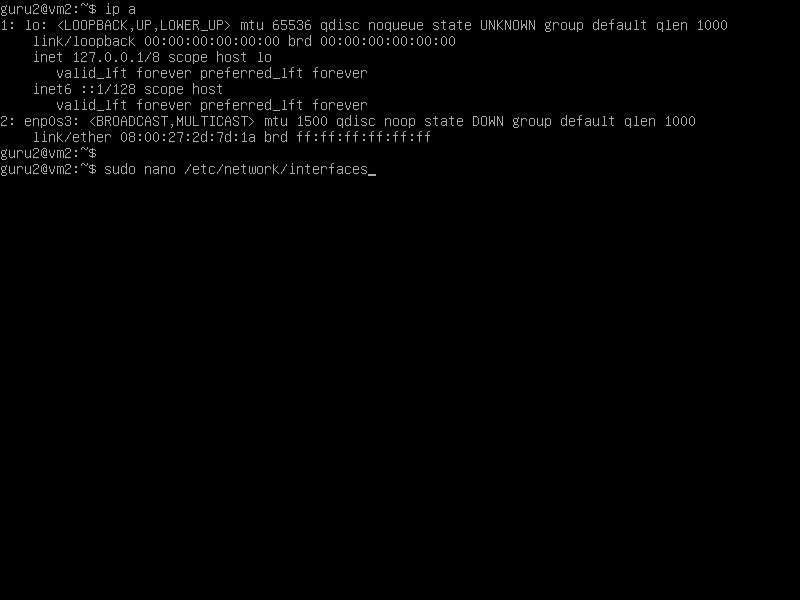 guru2@vm2:~$ ip a
1: lo: <LOOPBACK,UP,LOWER_UP> mtu 65536 qdisc noqueue state UNKNOWN group default qlen 1000
    link/loopback 00:00:00:00:00:00 brd 00:00:00:00:00:00
    inet 127.0.0.1/8 scope host lo
       valid_lft forever preferred_lft forever
    inet6 ::1/128 scope host
       valid_lft forever preferred_lft forever
2: enp0s3: <BROADCAST,MULTICAST> mtu 1500 qdisc noop state DOWN group default qlen 1000
    link/ether 08:00:27:2d:7d:1a brd ff:ff:ff:ff:ff:ff
guru2@vm2:~$
guru2@vm2:~$ sudo nano /etc/network/interfaces_